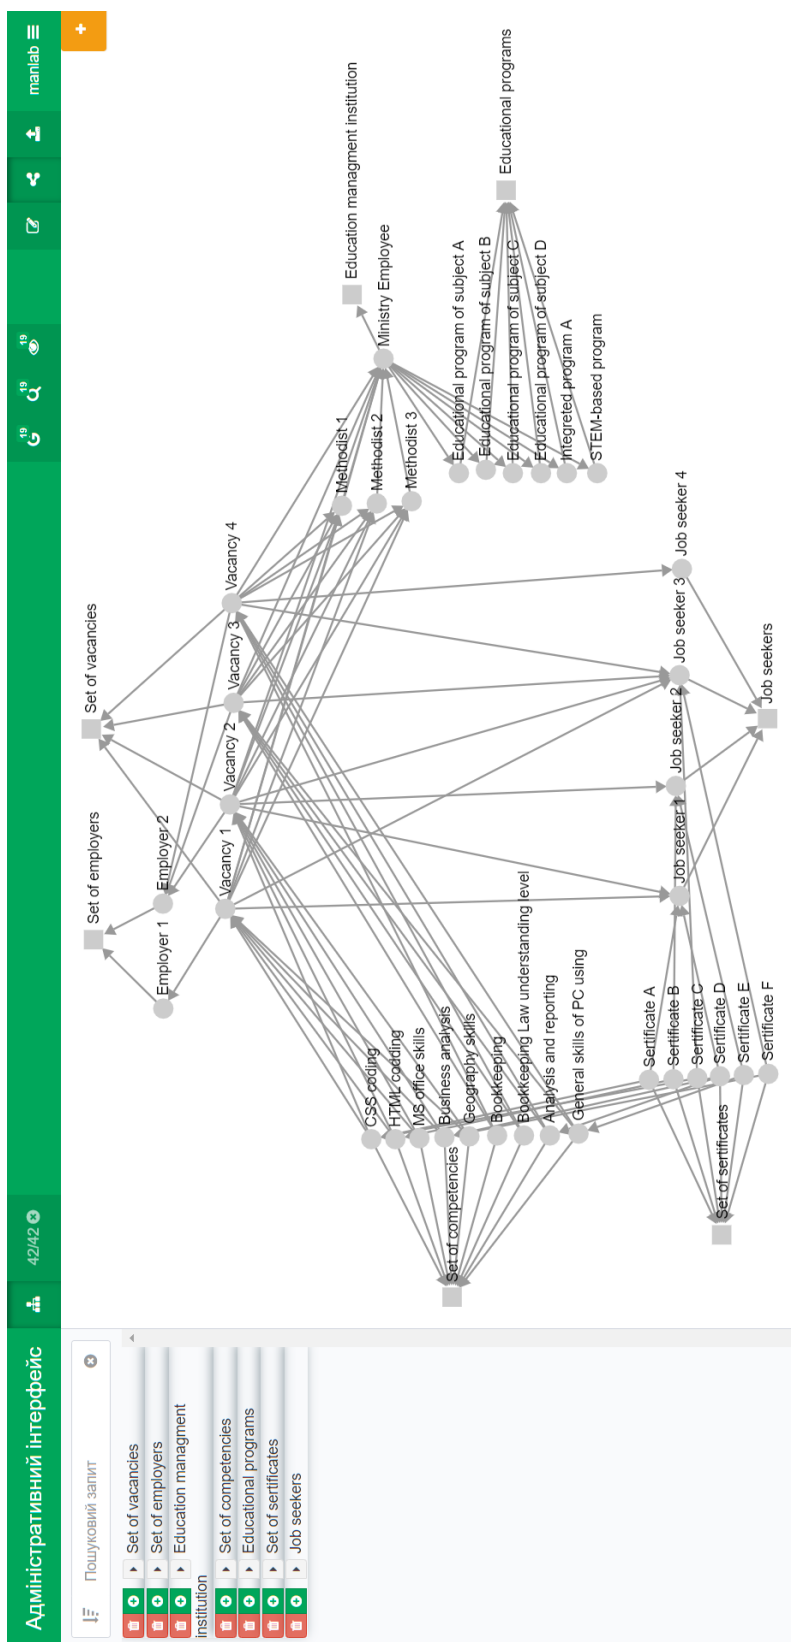 Адміністративний інтерфейс
42/42
19
19
19
manlab
Пошуковий запит
Set of vacancies
Set of employers
Education managment
institution
Set of competencies
Educational programs
Set of sertificates
Job seekers
+
Set of employers
Set of vacancies
Employer 1
Employer 2
Vacancy 1
Vacancy 2
Vacancy 3
Vacancy 4
Education managment institution
Ministry Employee
Methodist 1
Methodist 2
Methodist 3
Educational programs
Educational program of subject A
Educational program of subject B
Educational program of subject C
Educational program of subject D
Integreted program A
STEM-based program
CSS coding
HTML codding
MS office skills
Business analysis
Geography skills
Bookkeeping
Bookkeeping Law understanding level
Analysis and reporting
General skills of PC using
Set of competencies
Sertificate A
Sertificate B
Sertificate C
Sertificate D
Sertificate E
Sertificate F
Set of sertificates
Job seeker 1
Job seeker 2
Job seeker 3
Job seeker 4
Job seekers